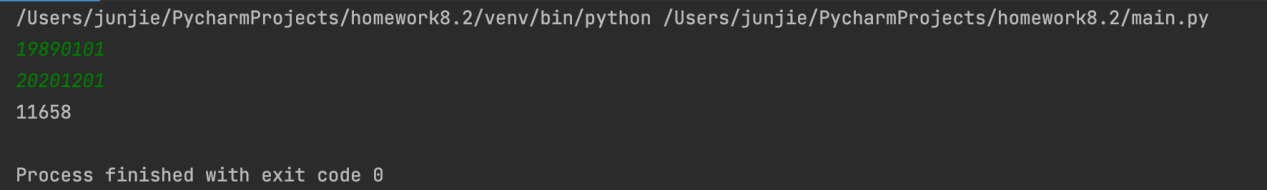 /Users/junjie/PycharmProjects/homework8.2/venv/bin/python /Users/junjie/PycharmProjects/homework8.2/main.py
19890101
20201201
11658
Process finished with exit code 0